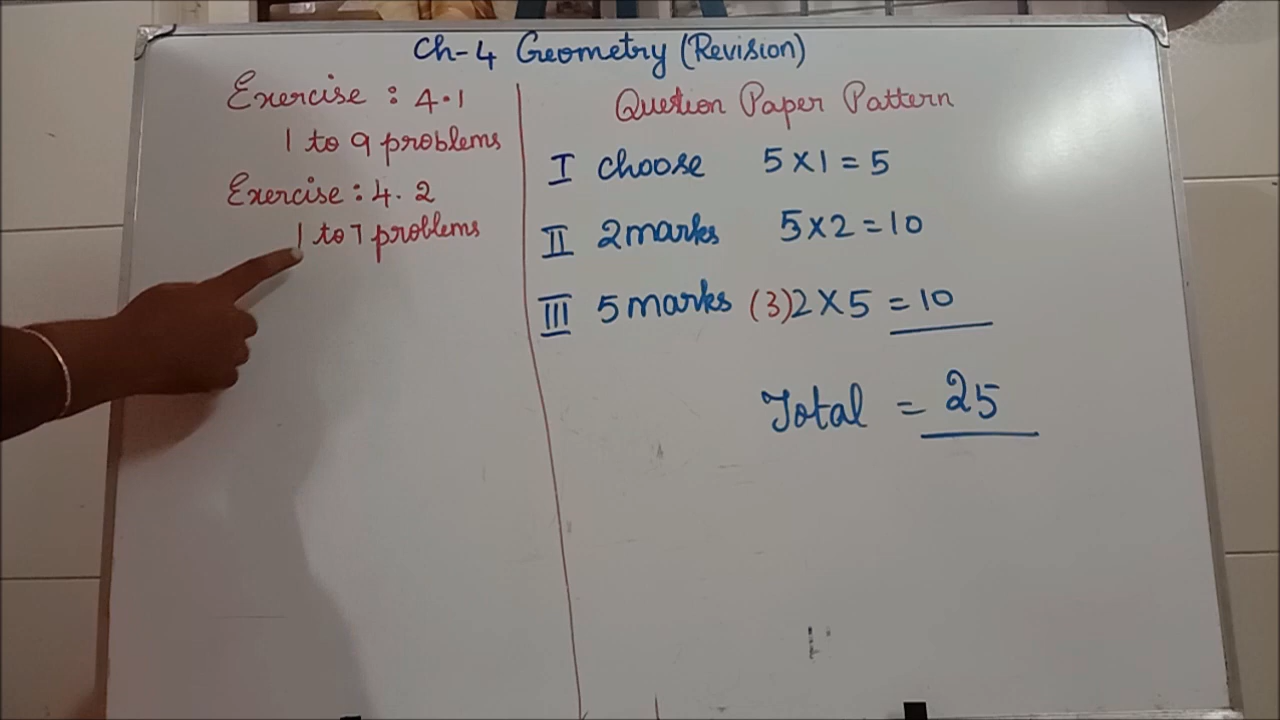 Ch-4 Geometry (Revision)
Exercise : 4.1
1 to 9 problems
Exercise : 4.2
1 to 7 problems
Question Paper Pattern
I choose 5×1=5
II 2marks 5×2=10
III 5marks (3)2×5=10
Total = 25